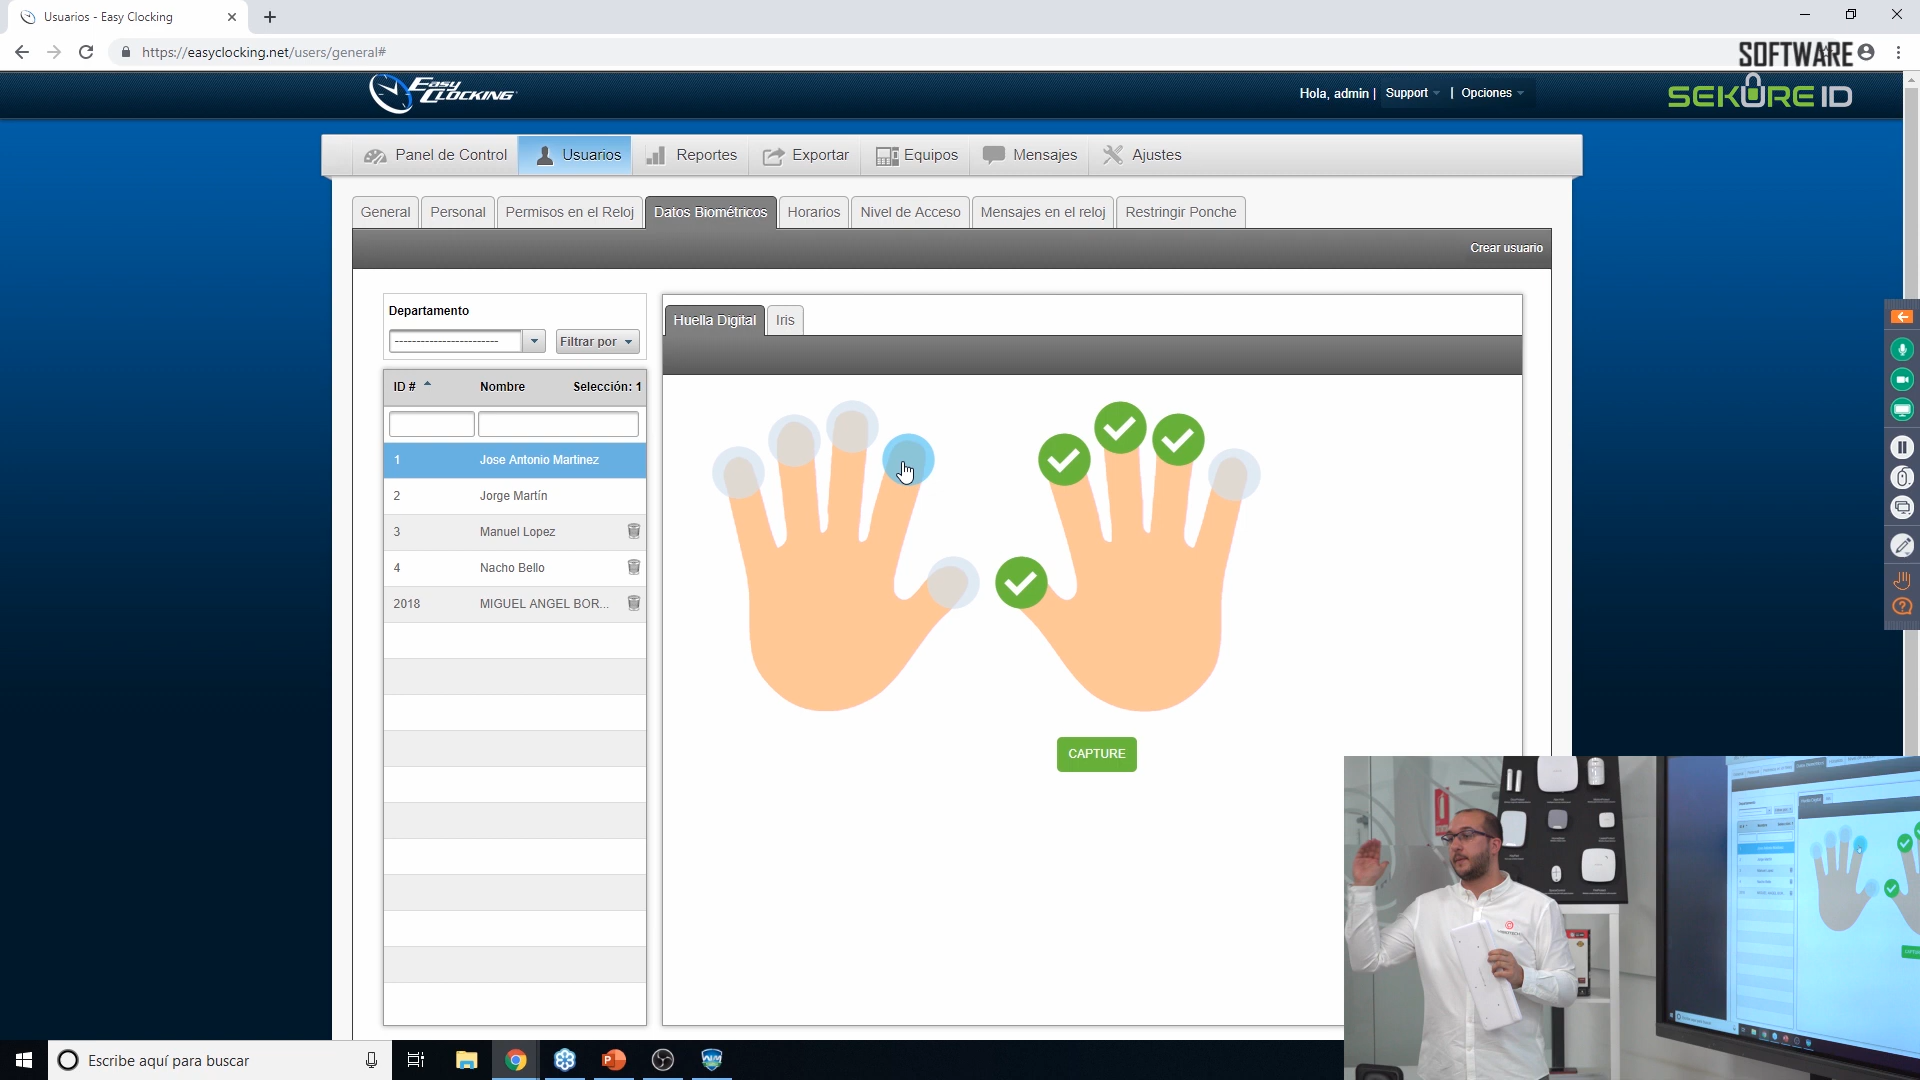 Usuarios - Easy Clocking
https://easyclocking.net/users/general#
SOFTWARE
EASY CLOCKING
Hola, admin | Support | Opciones
SEKURE ID
Panel de Control Usuarios Reportes Exportar Equipos Mensajes Ajustes
General Personal Permisos en el Reloj Datos Biométricos Horarios Nivel de Acceso Mensajes en el reloj Restringir Ponche
Crear usuario
Departamento
------------------------- Filtrar por
Huella Digital Iris
ID # Nombre Selección: 1
1 Jose Antonio Martinez
2 Jorge Martín
3 Manuel Lopez
4 Nacho Bello
2018 MIGUEL ANGEL BOR...
CAPTURE
Escribe aquí para buscar